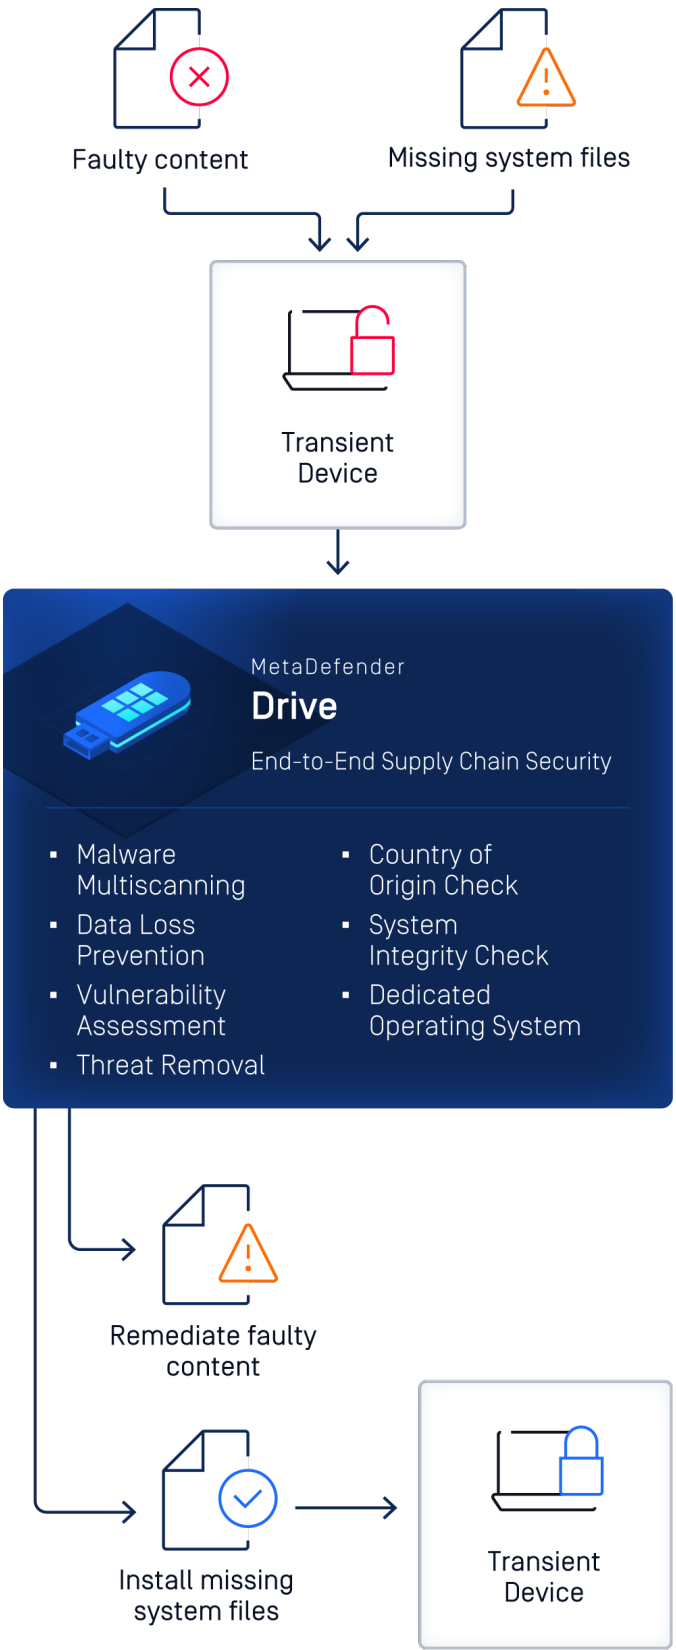 Faulty content
Missing system files
Transient
Device
MetaDefender
Drive
End-to-End Supply Chain Security
▪ Malware
Multiscanning
▪ Data Loss
Prevention
▪ Vulnerability
Assessment
▪ Threat Removal
▪ Country of
Origin Check
▪ System
Integrity Check
▪ Dedicated
Operating System
Remediate faulty
content
Install missing
system files
Transient
Device